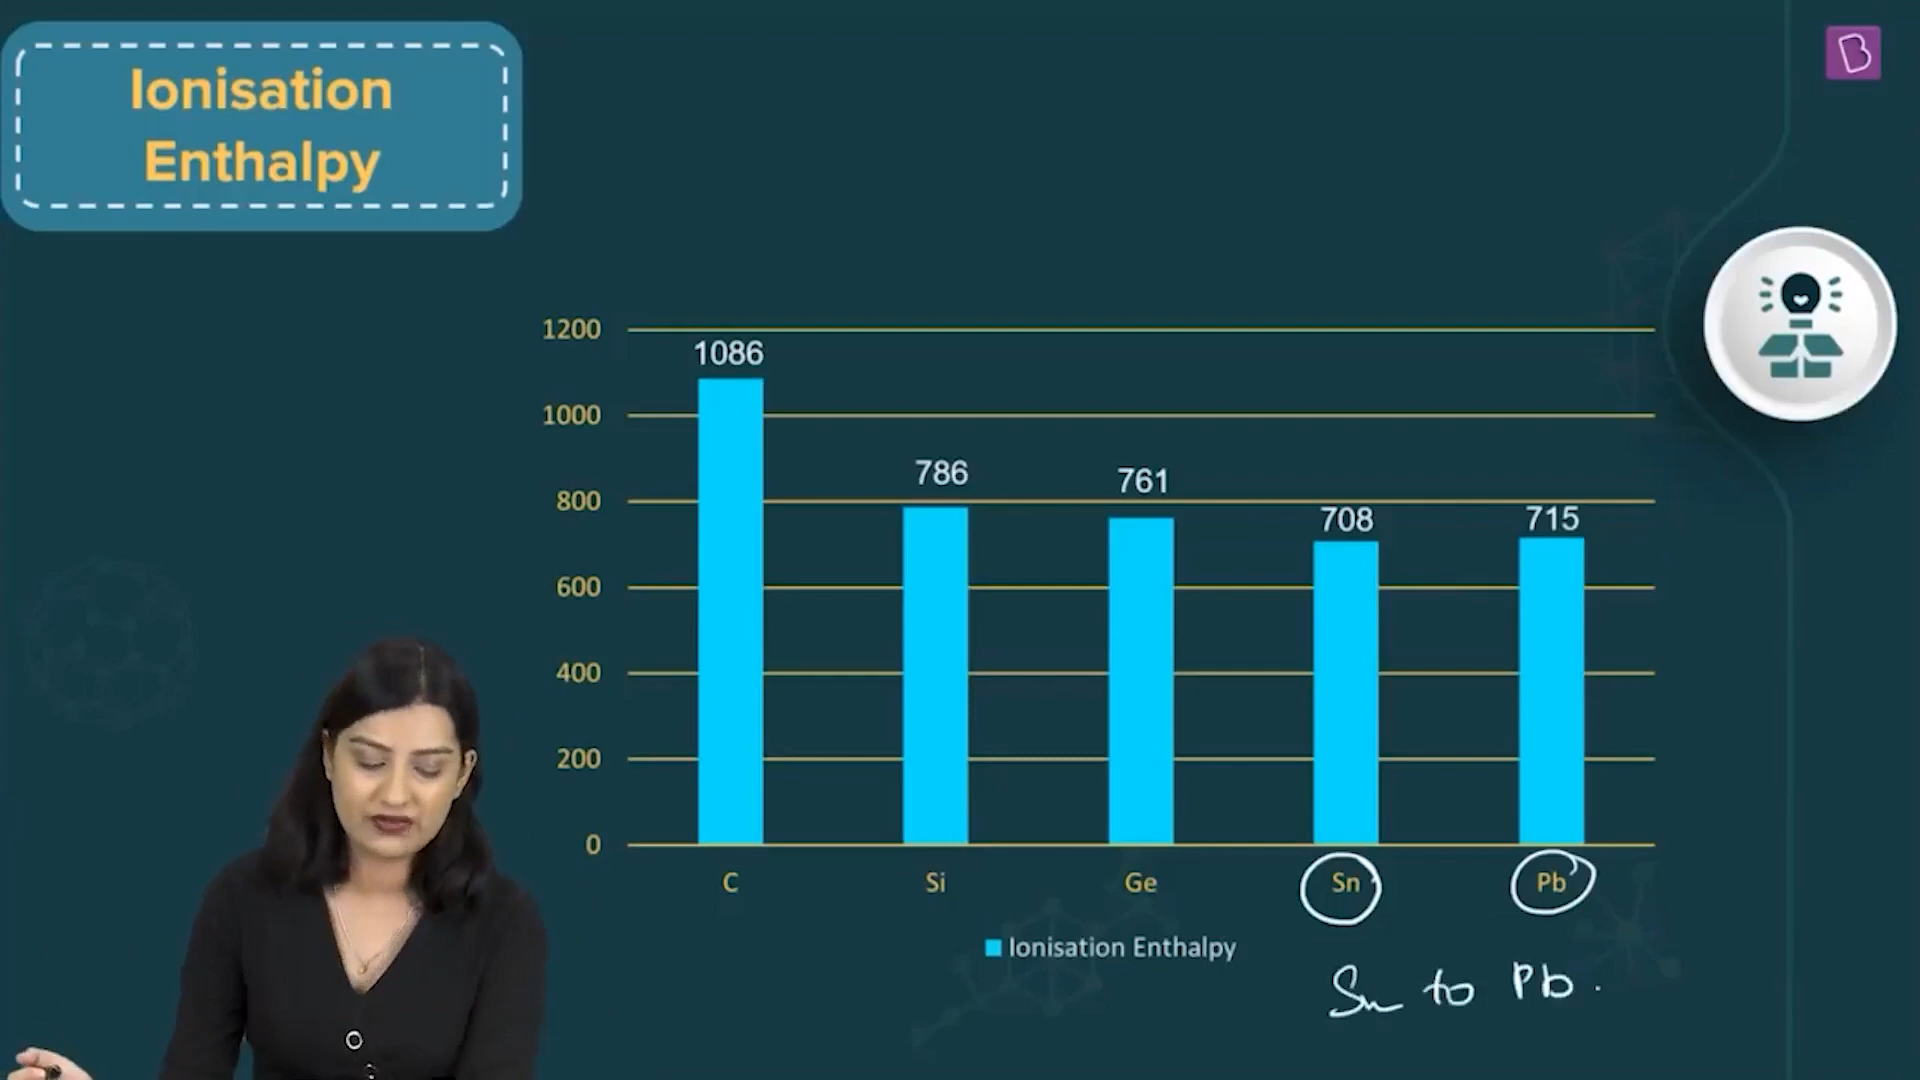 Ionisation
Enthalpy
B
1200
1086
1000
786
761
800
708
715
600
400
200
0
C Si Ge Sn Pb
Ionisation Enthalpy
Sn to Pb.